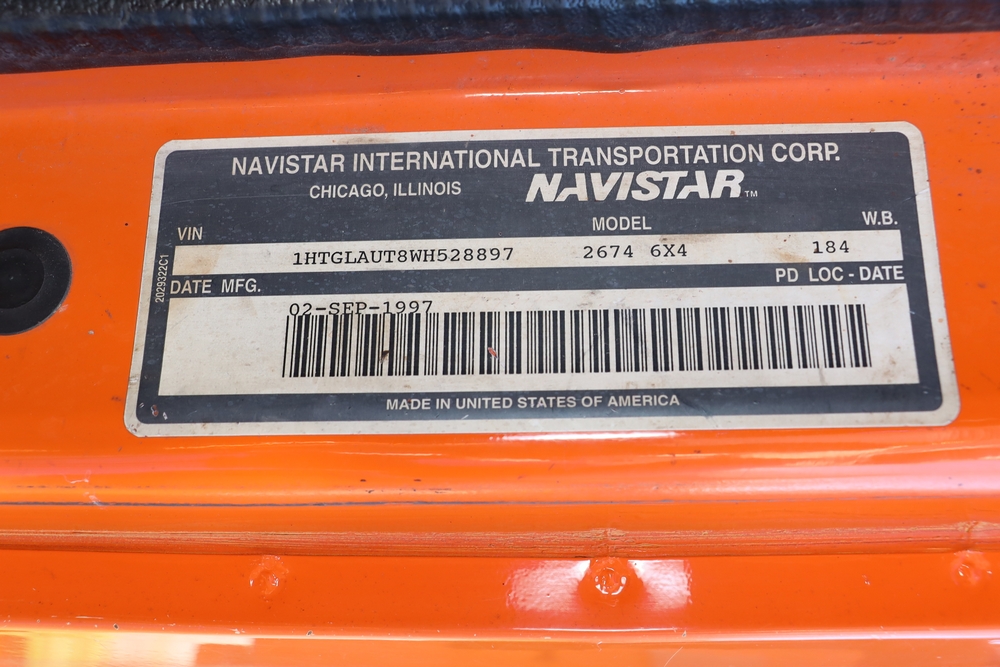 NAVISTAR INTERNATIONAL TRANSPORTATION CORP.
CHICAGO, ILLINOIS NAVISTAR™
VIN MODEL W.B.
1HTGLAUT8WH528897 2674 6X4 184
DATE MFG. PD LOC - DATE
02-SEP-1997
MADE IN UNITED STATES OF AMERICA
2029322C1